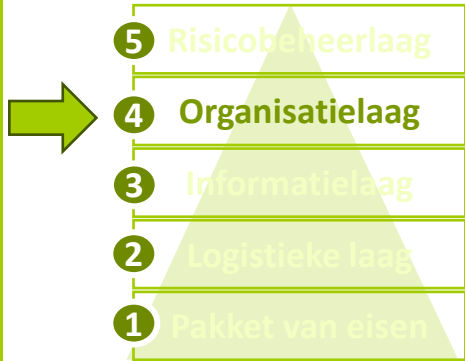 5 Risicobeheerlaag
4 Organisatielaag
3 Informatielaag
2 Logistieke laag
1 Pakket van eisen